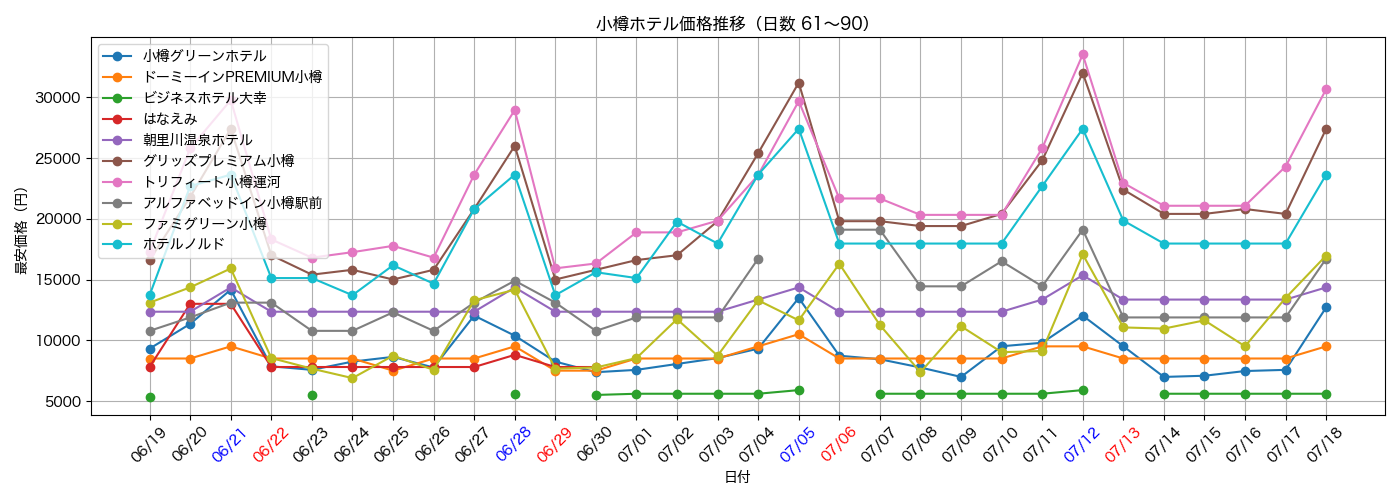 小樽ホテル価格推移（日数 61～90）
最安価格（円）
30000
25000
20000
15000
10000
5000
小樽グリーンホテル
ドーミーインPREMIUM小樽
ビジネスホテル大幸
はなえみ
朝里川温泉ホテル
グリッズプレミアム小樽
トリフィート小樽運河
アルファベッドイン小樽駅前
ファミグリーン小樽
ホテルノルド
06/19 06/20 06/21 06/22 06/23 06/24 06/25 06/26 06/27 06/28 06/29 06/30 07/01 07/02 07/03 07/04 07/05 07/06 07/07 07/08 07/09 07/10 07/11 07/12 07/13 07/14 07/15 07/16 07/17 07/18
日付